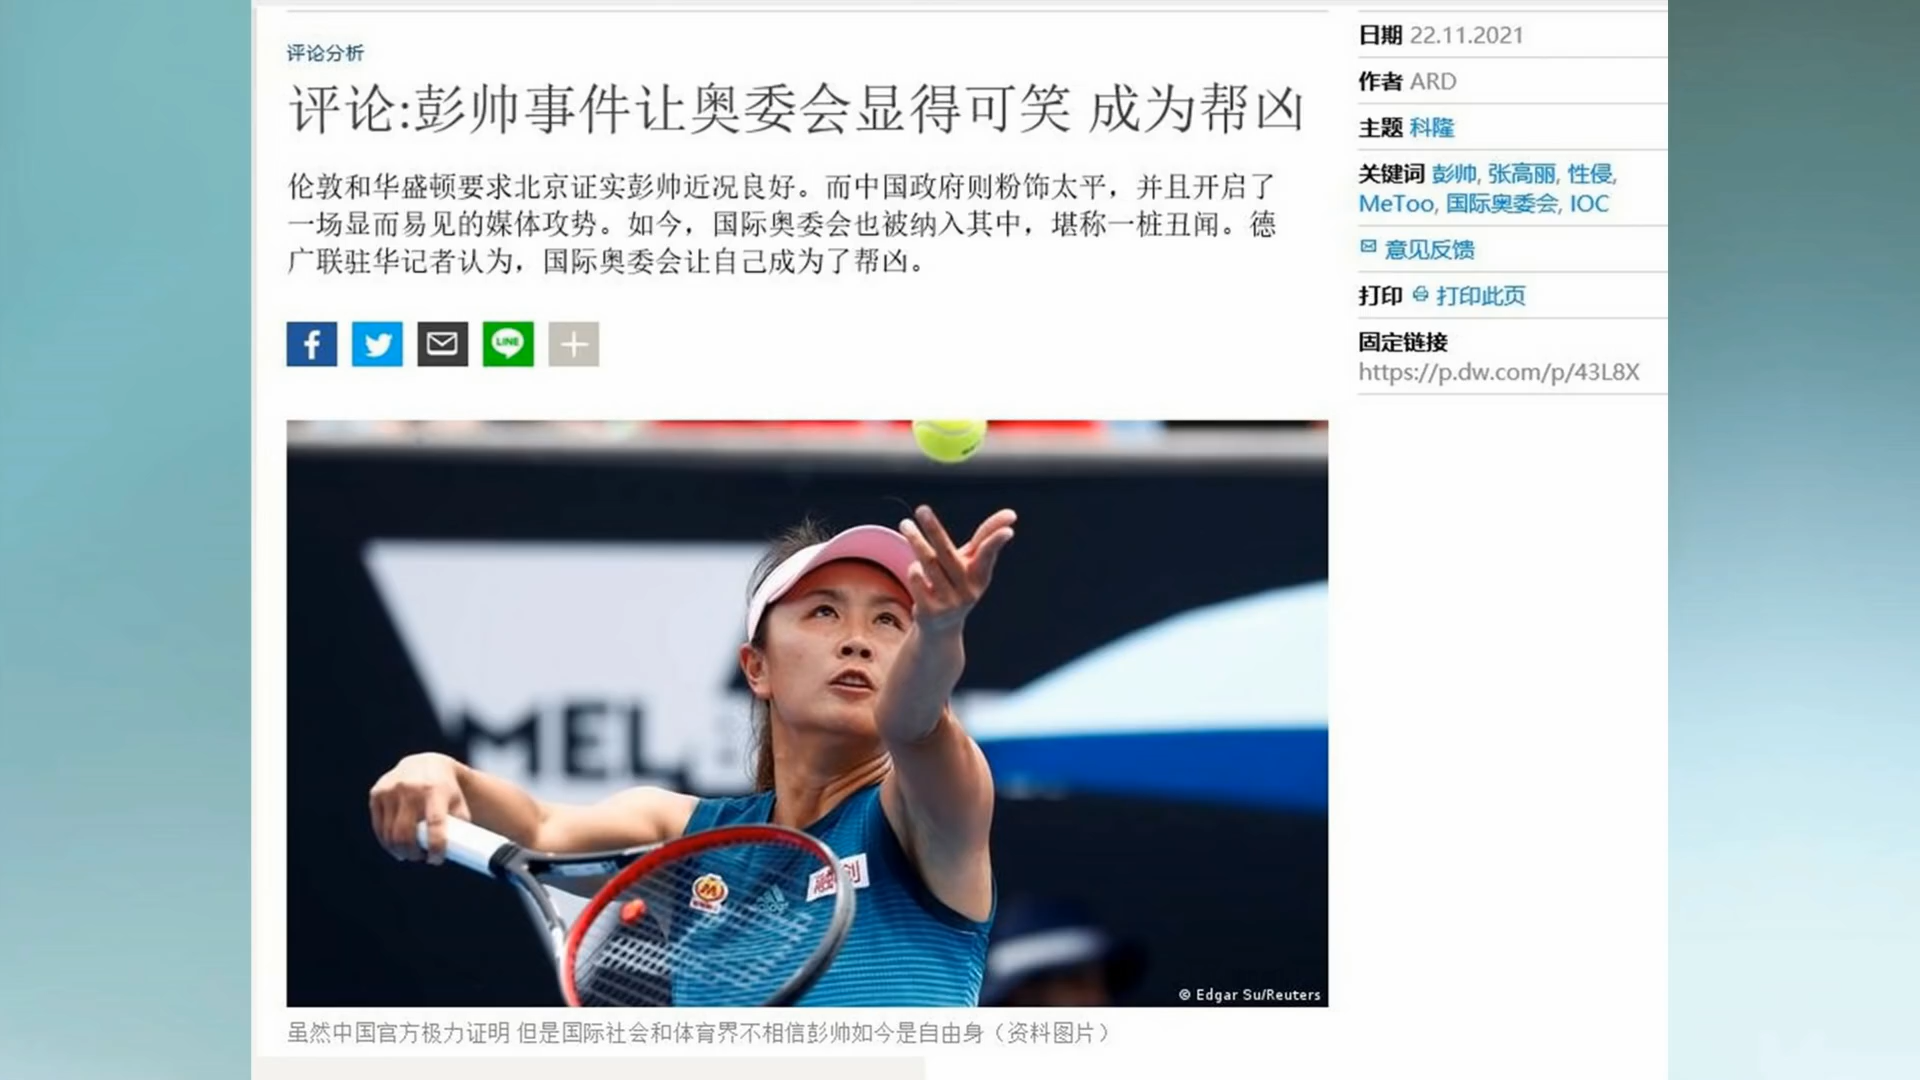 评论分析
评论:彭帅事件让奥委会显得可笑 成为帮凶
伦敦和华盛顿要求北京证实彭帅近况良好。而中国政府则粉饰太平，并且开启了
一场显而易见的媒体攻势。如今，国际奥委会也被纳入其中，堪称一桩丑闻。德
广联驻华记者认为，国际奥委会让自己成为了帮凶。
LINE
MEL
融创
© Edgar Su/Reuters
虽然中国官方极力证明 但是国际社会和体育界不相信彭帅如今是自由身（资料图片）
日期 22.11.2021
作者 ARD
主题 科隆
关键词 彭帅, 张高丽, 性侵,
MeToo, 国际奥委会, IOC
意见反馈
打印 打印此页
固定链接
https://p.dw.com/p/43L8X